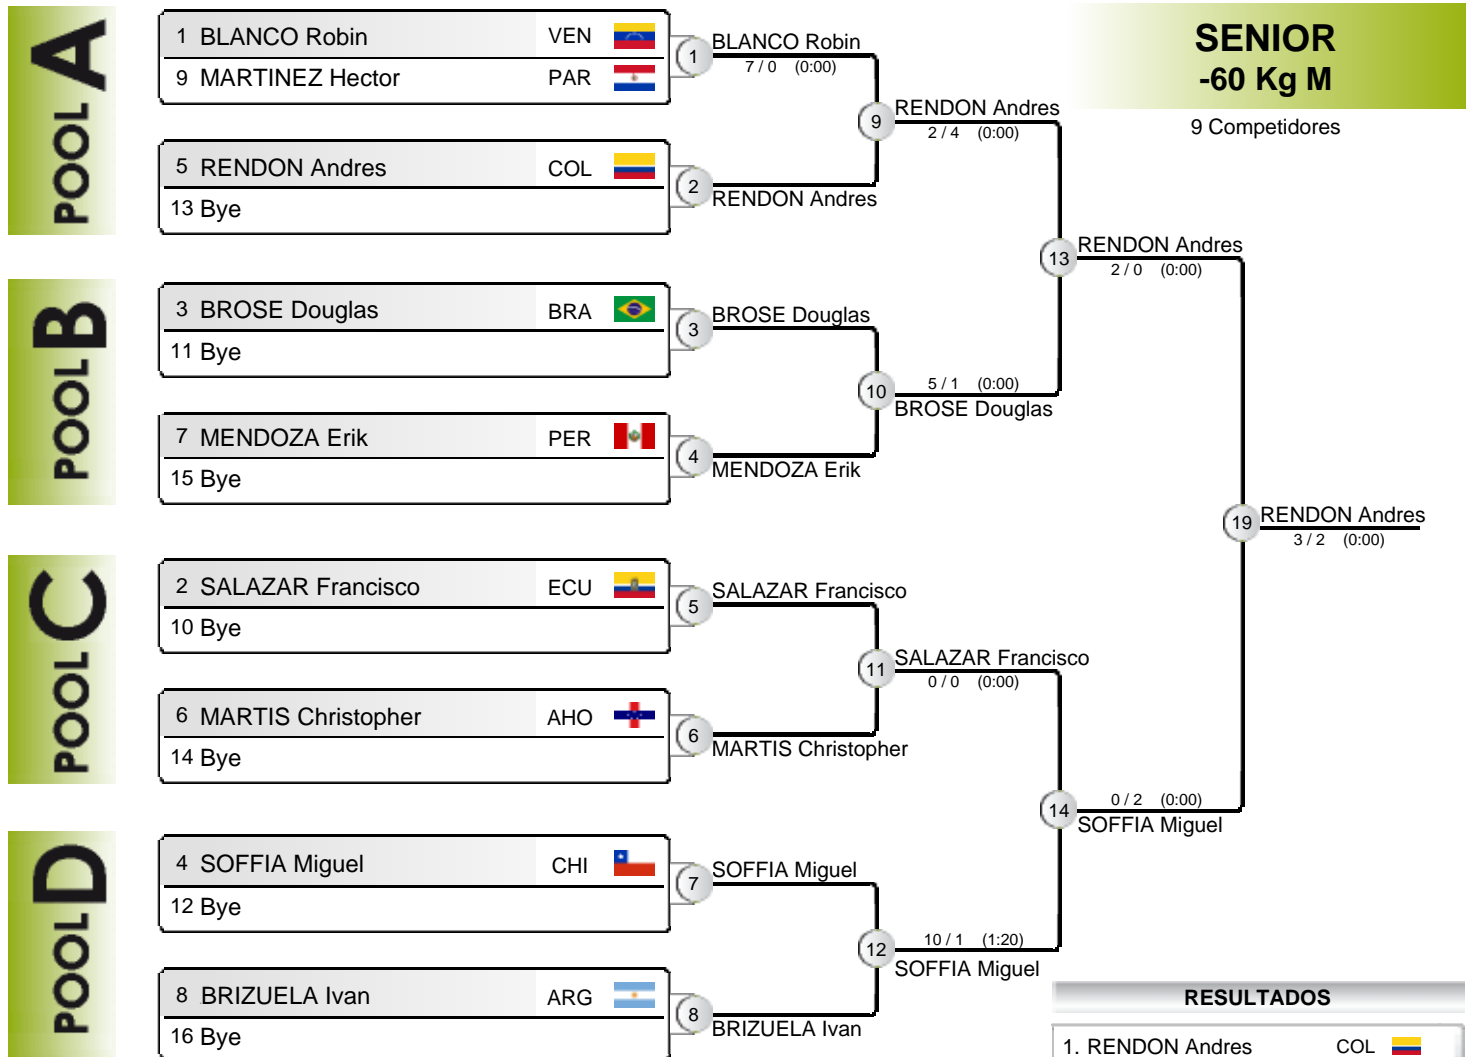 SENIOR
-60 Kg M
9 Competidores
POOL A
1 BLANCO Robin VEN
9 MARTINEZ Hector PAR
5 RENDON Andres COL
13 Bye
1 BLANCO Robin
7 / 0 (0:00)
2 RENDON Andres
9 RENDON Andres
2 / 4 (0:00)
POOL B
3 BROSE Douglas BRA
11 Bye
7 MENDOZA Erik PER
15 Bye
3 BROSE Douglas
4 MENDOZA Erik
10 5 / 1 (0:00)
BROSE Douglas
13 RENDON Andres
2 / 0 (0:00)
POOL C
2 SALAZAR Francisco ECU
10 Bye
6 MARTIS Christopher AHO
14 Bye
5 SALAZAR Francisco
6 MARTIS Christopher
11 SALAZAR Francisco
0 / 0 (0:00)
POOL D
4 SOFFIA Miguel CHI
12 Bye
8 BRIZUELA Ivan ARG
16 Bye
7 SOFFIA Miguel
8 BRIZUELA Ivan
12 10 / 1 (1:20)
SOFFIA Miguel
14 0 / 2 (0:00)
SOFFIA Miguel
19 RENDON Andres
3 / 2 (0:00)
RESULTADOS
1. RENDON Andres COL